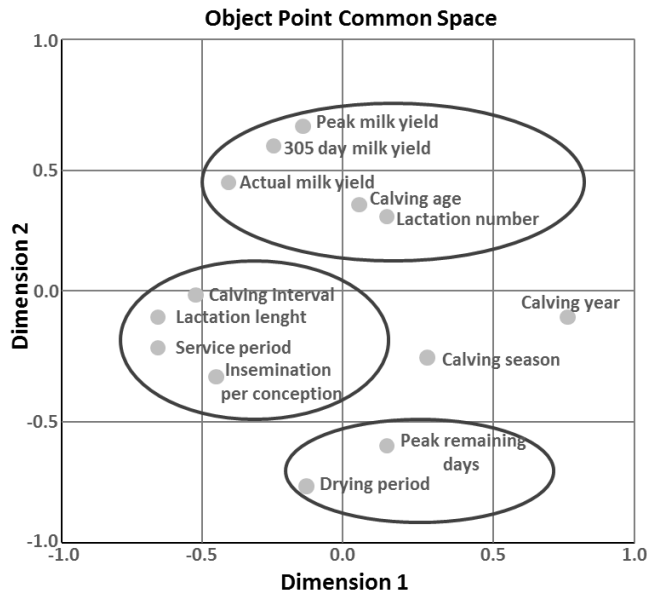 Object Point Common Space
1.0
Peak milk yield
305 day milk yield
0.5
Actual milk yield
Calving age
Lactation number
Dimension 2
0.0
Calving interval
Calving year
Lactation lenght
Service period
Calving season
Insemination
per conception
-0.5
Peak remaining
days
Drying period
-1.0
-1.0 -0.5 0.0 0.5 1.0
Dimension 1